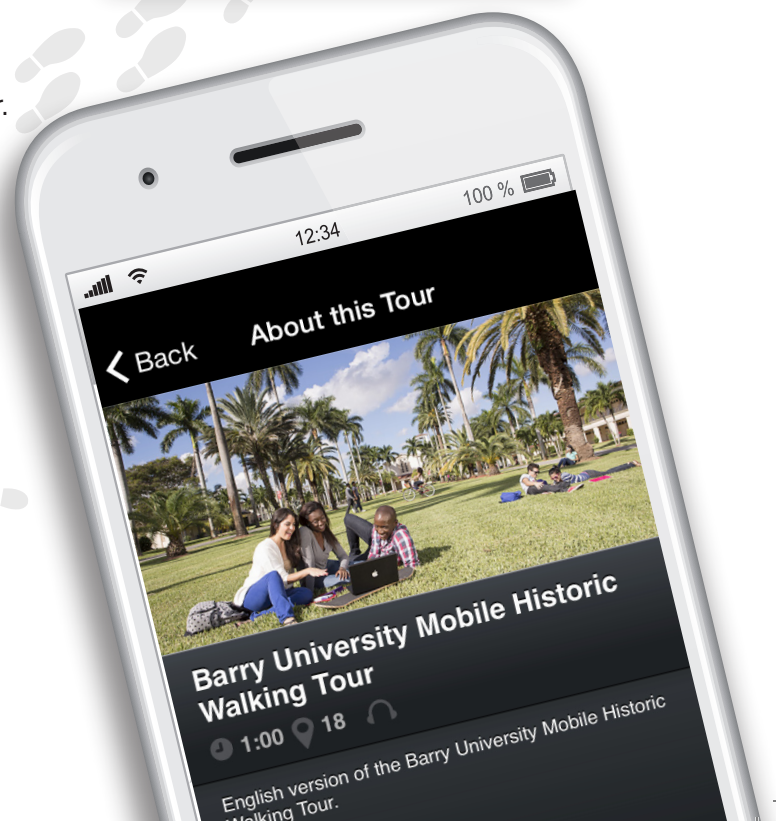 r.
12:34
100 %
Back
About this Tour
Barry University Mobile Historic
Walking Tour
1:00
18
English version of the Barry University Mobile Historic
Walking Tour.